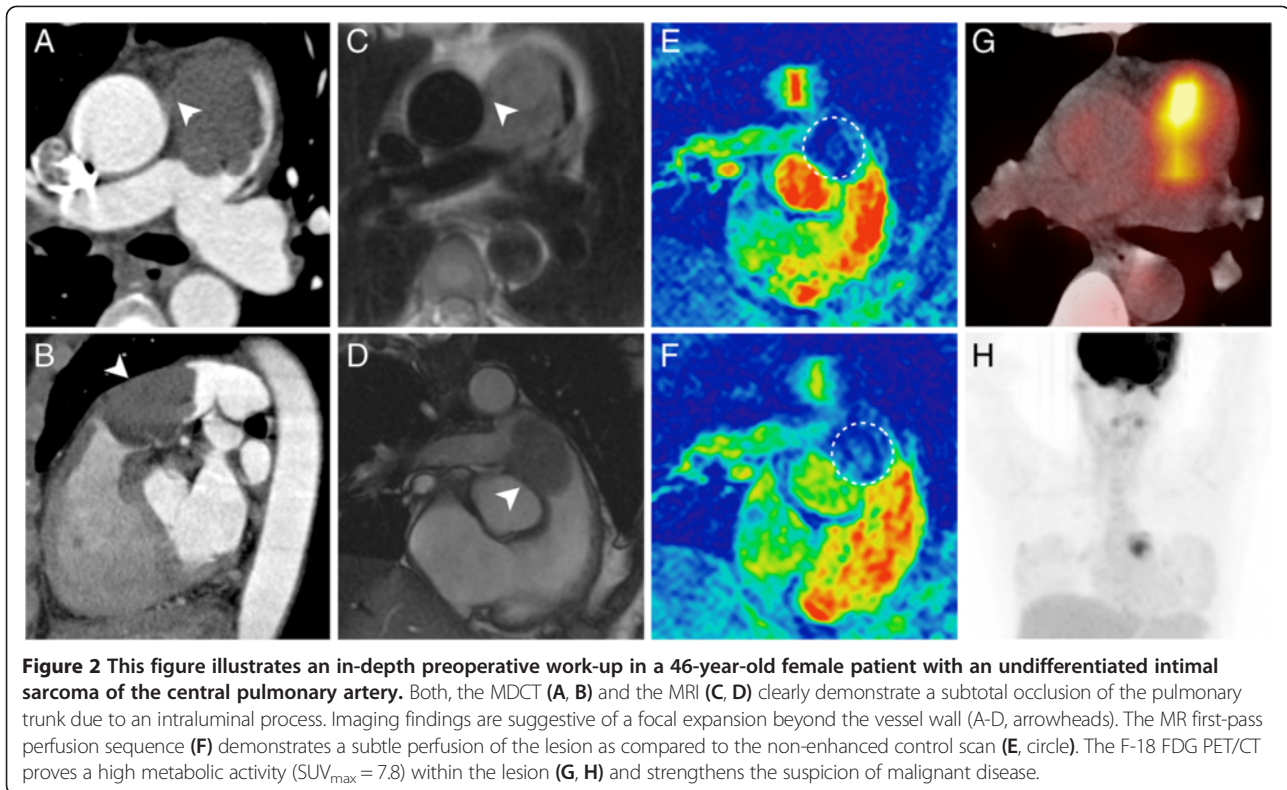 A
C
E
G
B
D
F
H
Figure 2 This figure illustrates an in-depth preoperative work-up in a 46-year-old female patient with an undifferentiated intimal
sarcoma of the central pulmonary artery. Both, the MDCT (A, B) and the MRI (C, D) clearly demonstrate a subtotal occlusion of the pulmonary
trunk due to an intraluminal process. Imaging findings are suggestive of a focal expansion beyond the vessel wall (A-D, arrowheads). The MR first-pass
perfusion sequence (F) demonstrates a subtle perfusion of the lesion as compared to the non-enhanced control scan (E, circle). The F-18 FDG PET/CT
proves a high metabolic activity (SUVmax = 7.8) within the lesion (G, H) and strengthens the suspicion of malignant disease.